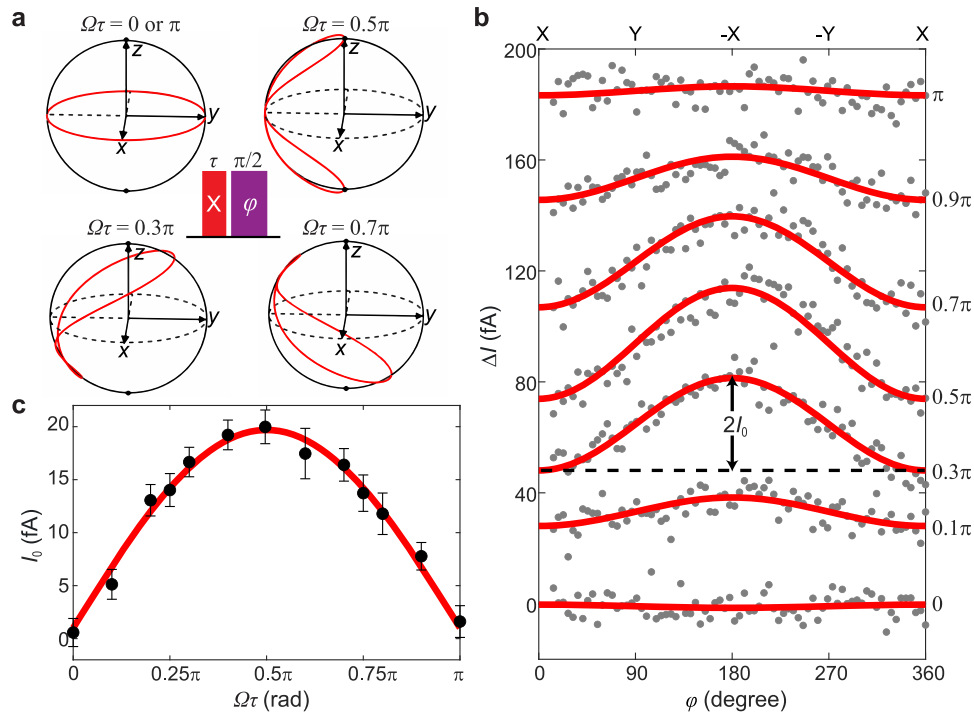 a
Ωτ = 0 or π
Ωτ = 0.5π
z
y
x
z
y
x
τ π/2
X φ
Ωτ = 0.3π
Ωτ = 0.7π
z
y
x
z
y
x
b
X Y -X -Y X
200
160
120
80
40
0
ΔI (fA)
π
0.9π
0.7π
0.5π
0.3π
0.1π
0
2I₀
0 90 180 270 360
φ (degree)
c
20
15
10
5
0
I₀ (fA)
0 0.25π 0.5π 0.75π π
Ωτ (rad)